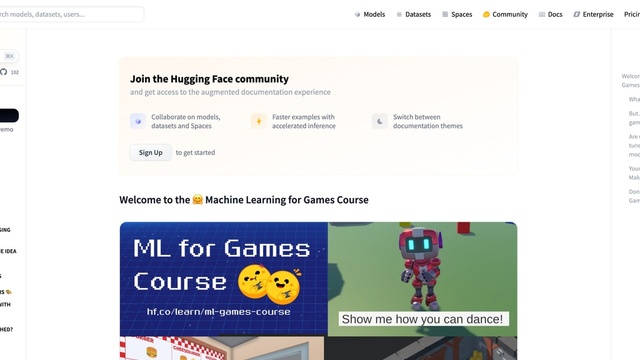 rch models, datasets, users...
Models
Datasets
Spaces
Community
Docs
Enterprise
Pricin
⌘K
102
emo
GING
E IDEA
S
RS
WITH
HED?
Join the Hugging Face community
and get access to the augmented documentation experience
Collaborate on models,
datasets and Spaces
Faster examples with
accelerated inference
Switch between
documentation themes
Sign Up
to get started
Welcome to the 🤗 Machine Learning for Games Course
ML for Games
Course
hf.co/learn/ml-games-course
Show me how you can dance!
Welcom
Games
Wha
But.
gam
Are
tune
mod
Your
Mak
Don
Gam